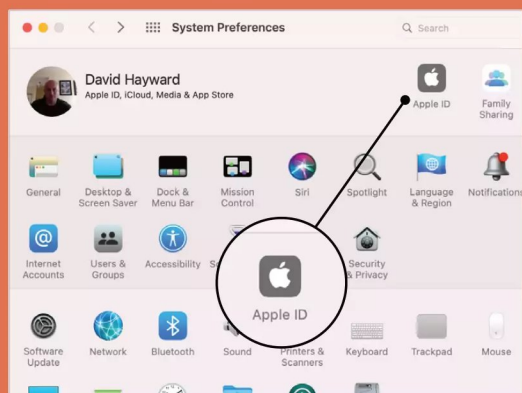 System Preferences
Search
David Hayward
Apple ID, iCloud, Media & App Store
Apple ID
Family
Sharing
General
Desktop &
Screen Saver
Dock &
Menu Bar
Mission
Control
Siri
Spotlight
Language
& Region
Notifications
Internet
Accounts
Users &
Groups
Accessibility
Security
& Privacy
Apple ID
Software
Update
Network
Bluetooth
Sound
Printers &
Scanners
Keyboard
Trackpad
Mouse